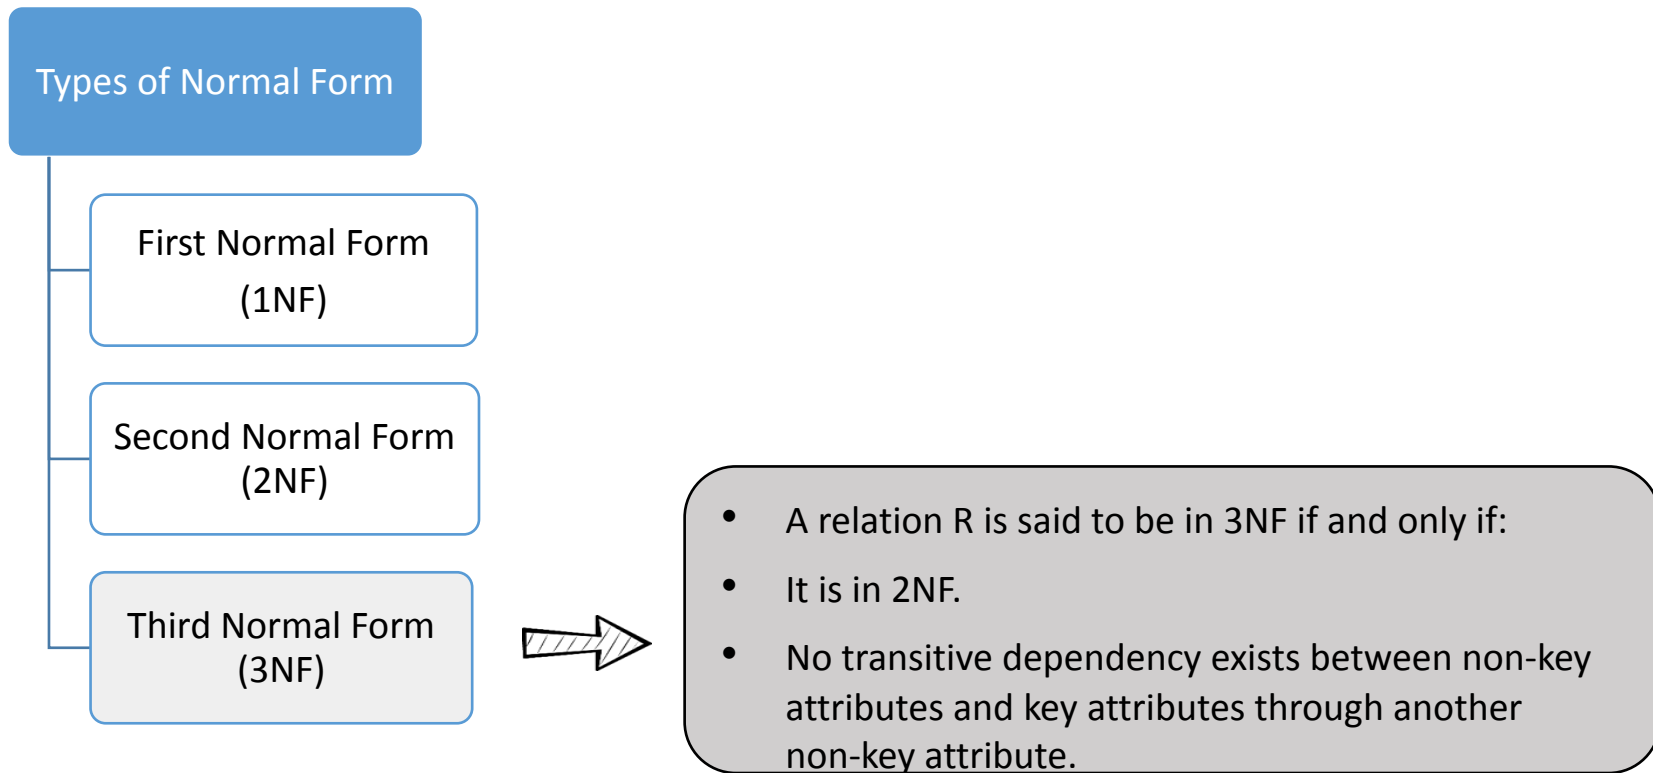 Types of Normal Form
First Normal Form
(1NF)
Second Normal Form
(2NF)
Third Normal Form
(3NF)
• A relation R is said to be in 3NF if and only if:
• It is in 2NF.
• No transitive dependency exists between non-key
attributes and key attributes through another
non-key attribute.